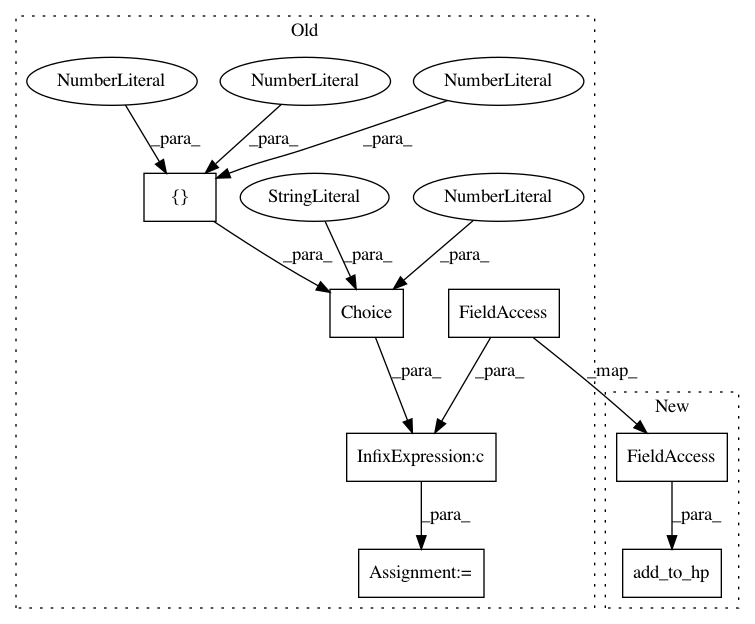 Old
NumberLiteral NumberLiteral NumberLiteral
_para_ _para_ _para_
{} StringLiteral NumberLiteral
_para_ _para_ _para_
Choice FieldAccess
_para_ _para_ _map_
New
InfixExpression:c FieldAccess
_para_ _para_
Assignment:= add_to_hp